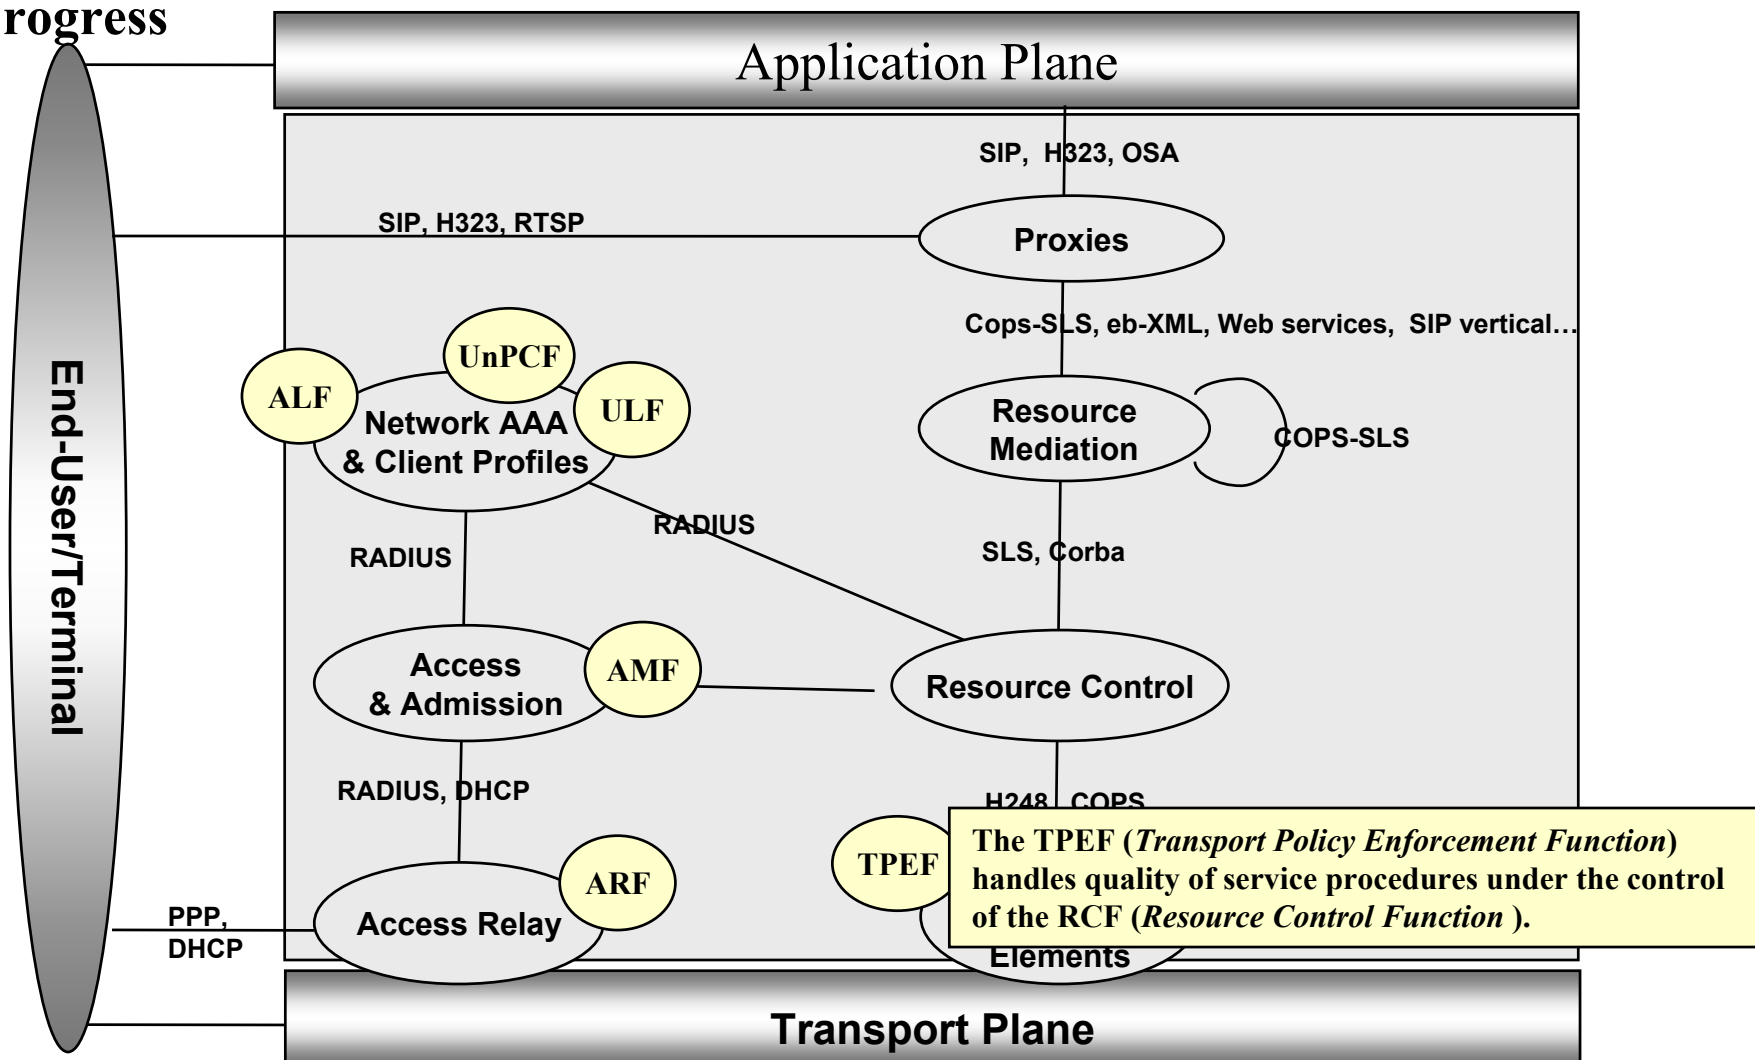 rogress
Application Plane
SIP, H323, OSA
SIP, H323, RTSP
Proxies
Cops-SLS, eb-XML, Web services, SIP vertical…
UnPCF
ALF
ULF
Network AAA
& Client Profiles
Resource
Mediation
COPS-SLS
End-User/Terminal
RADIUS
RADIUS
SLS, Corba
Access
& Admission
AMF
Resource Control
RADIUS, DHCP
H248, COPS
TPEF
The TPEF (Transport Policy Enforcement Function)
handles quality of service procedures under the control
of the RCF (Resource Control Function ).
ARF
Access Relay
PPP,
DHCP
Elements
Transport Plane